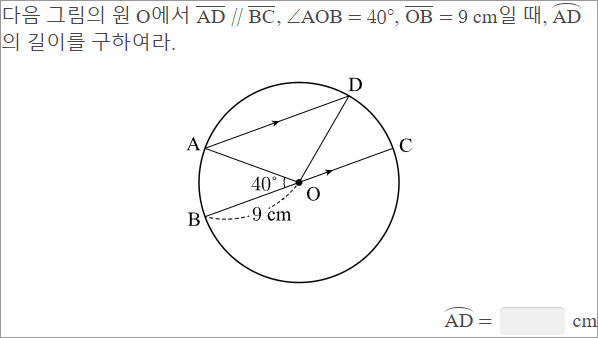 다음 그림의 원 O에서 AD // BC, ∠AOB = 40°, OB = 9 cm일 때, AD
의 길이를 구하여라.
D
A
C
40°
O
B
9 cm
AD = cm